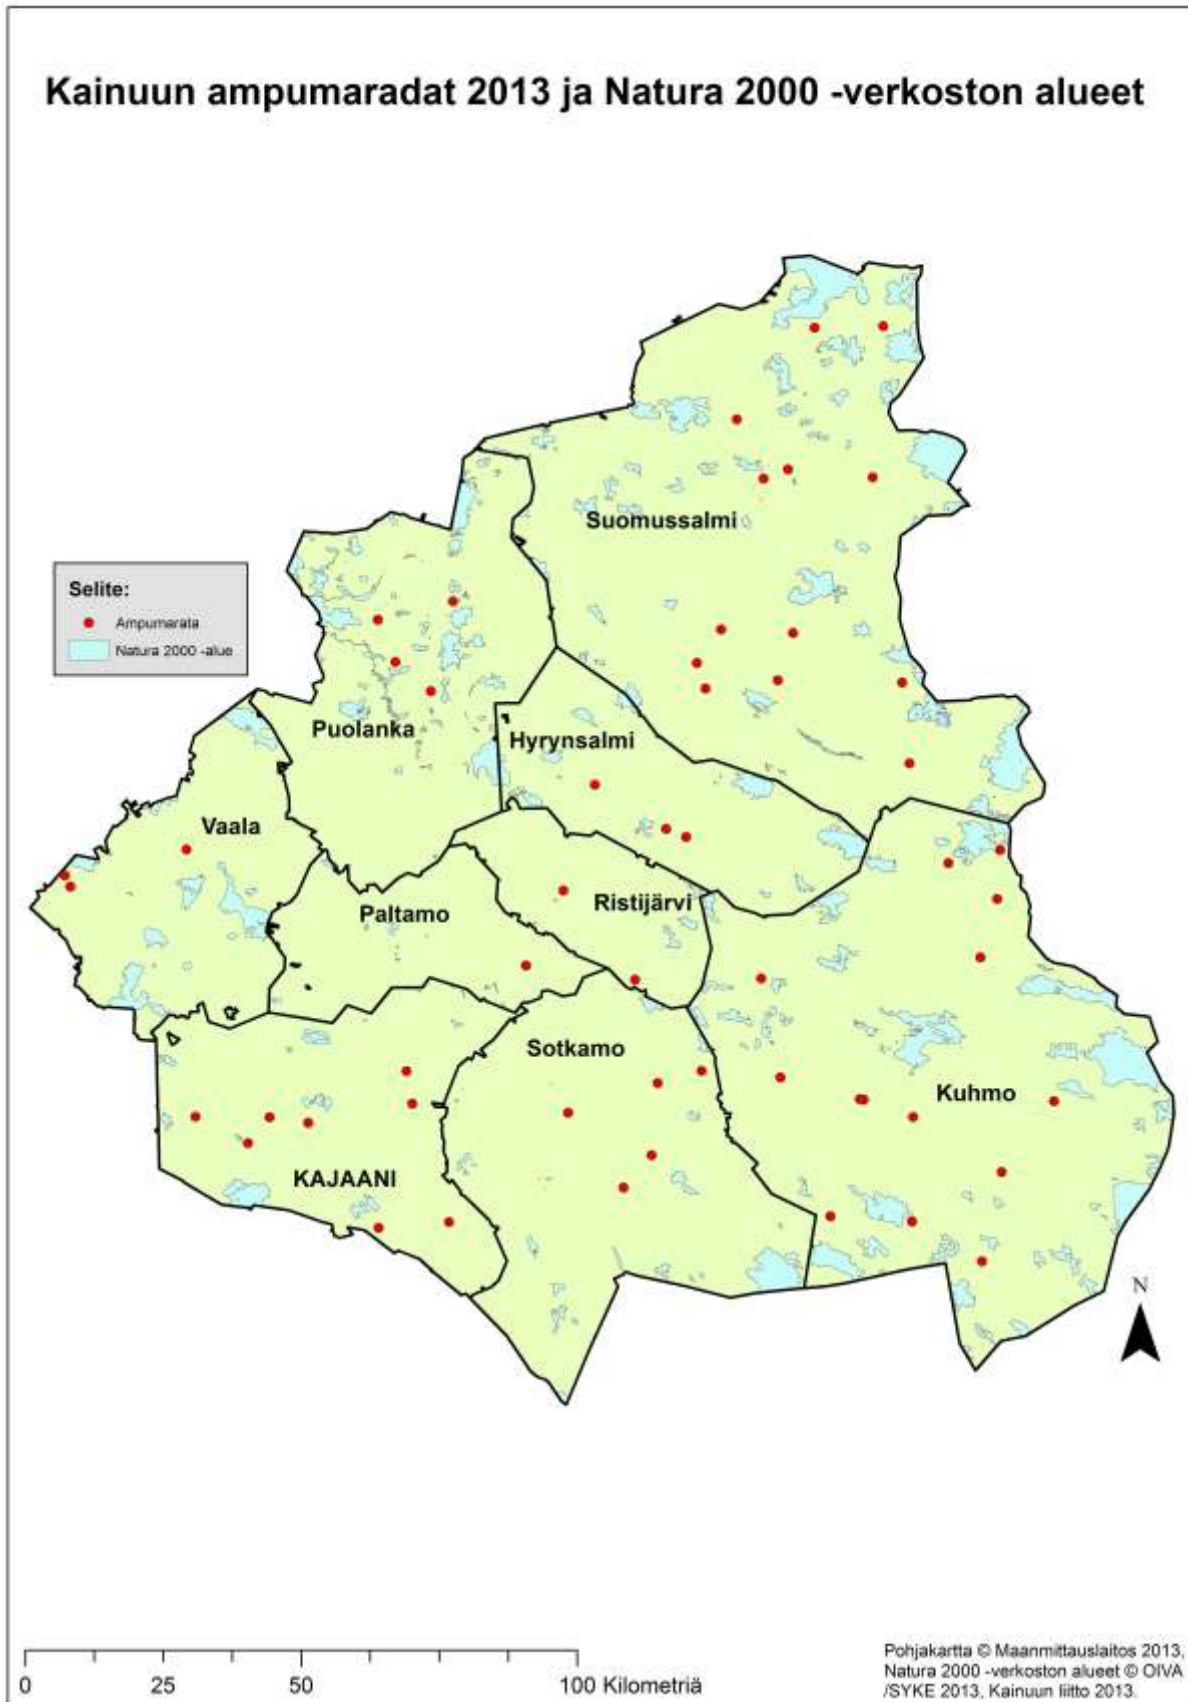 Kainuun ampumaradat 2013 ja Natura 2000 -verkoston alueet
Suomussalmi
Selite:
Ampumarata
Natura 2000 -alue
Puolanka
Hyrynsalmi
Vaala
Ristijärvi
Paltamo
Sotkamo
Kuhmo
KAJAANI
N
0 25 50 100 Kilometriä
Pohjakartta © Maanmittauslaitos 2013,
Natura 2000 -verkoston alueet © OIVA
/SYKE 2013, Kainuun liitto 2013.